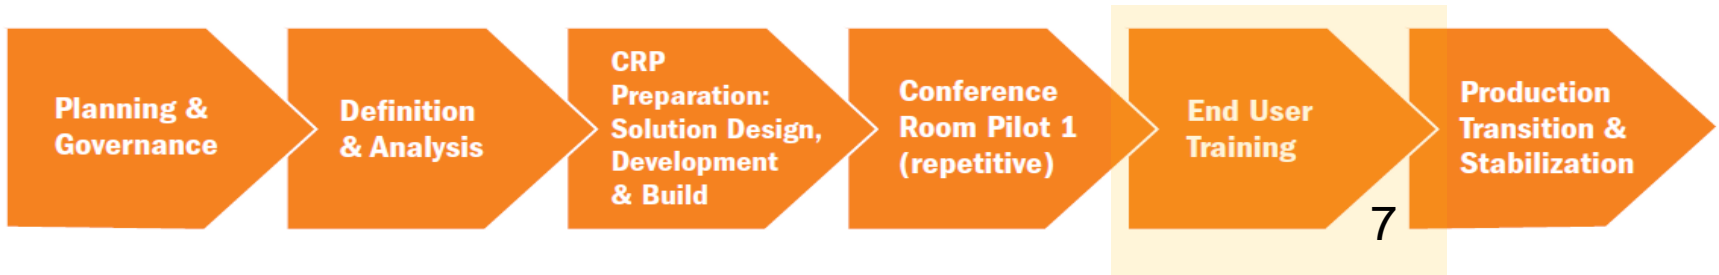 Planning &
Governance
Definition
& Analysis
CRP
Preparation:
Solution Design,
Development
& Build
Conference
Room Pilot 1
(repetitive)
End User
Training
7
Production
Transition &
Stabilization